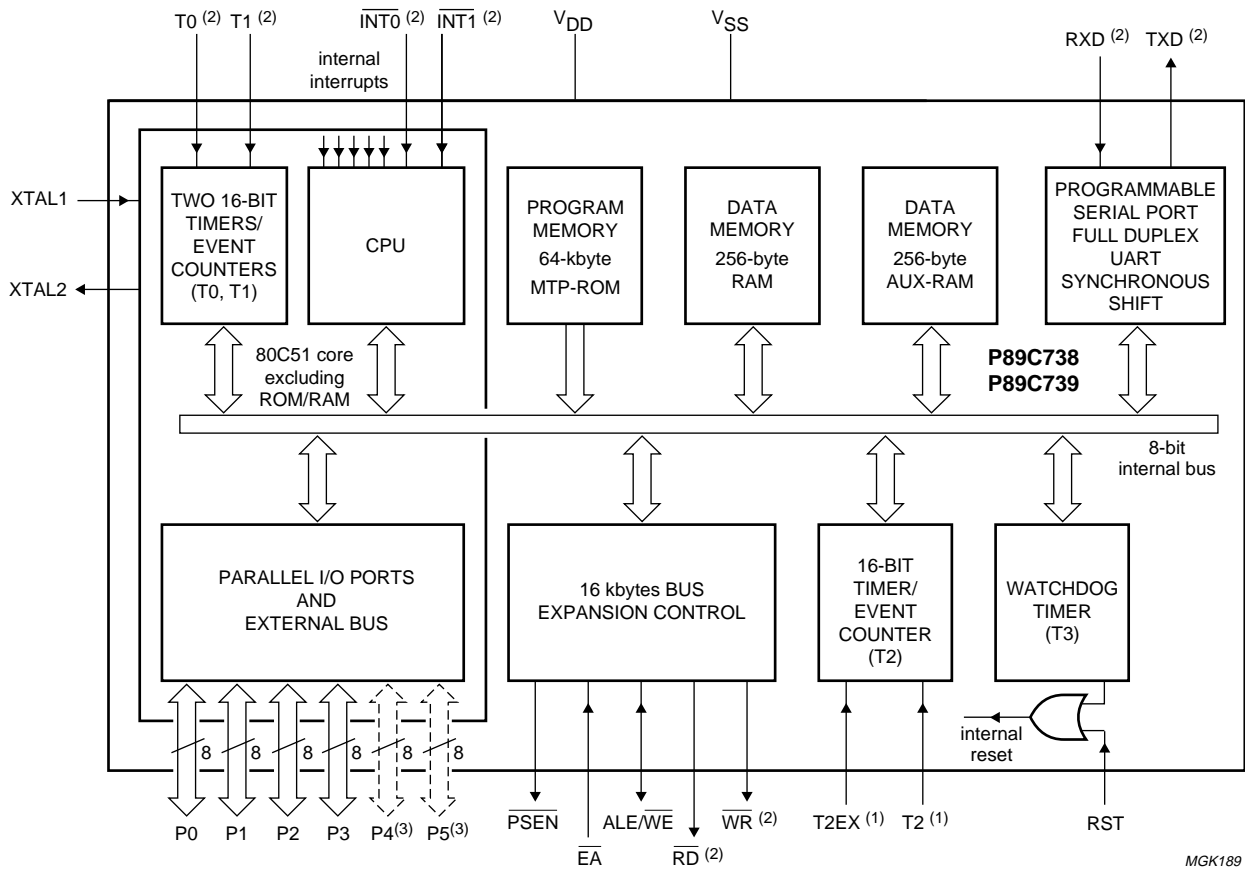 T0 (2)
T1 (2)
INT0 (2)
INT1 (2)
VDD
VSS
RXD (2)
TXD (2)
internal
interrupts
XTAL1
XTAL2
TWO 16-BIT
TIMERS/
EVENT
COUNTERS
(T0, T1)
CPU
PROGRAM
MEMORY
64-kbyte
MTP-ROM
DATA
MEMORY
256-byte
RAM
DATA
MEMORY
256-byte
AUX-RAM
PROGRAMMABLE
SERIAL PORT
FULL DUPLEX
UART
SYNCHRONOUS
SHIFT
80C51 core
excluding
ROM/RAM
P89C738
P89C739
8-bit
internal bus
PARALLEL I/O PORTS
AND
EXTERNAL BUS
16 kbytes BUS
EXPANSION CONTROL
16-BIT
TIMER/
EVENT
COUNTER
(T2)
WATCHDOG
TIMER
(T3)
internal
reset
8
8
8
8
8
8
P0
P1
P2
P3
P4(3)
P5(3)
PSEN
EA
ALE/WE
RD (2)
WR (2)
T2EX (1)
T2 (1)
RST
MGK189